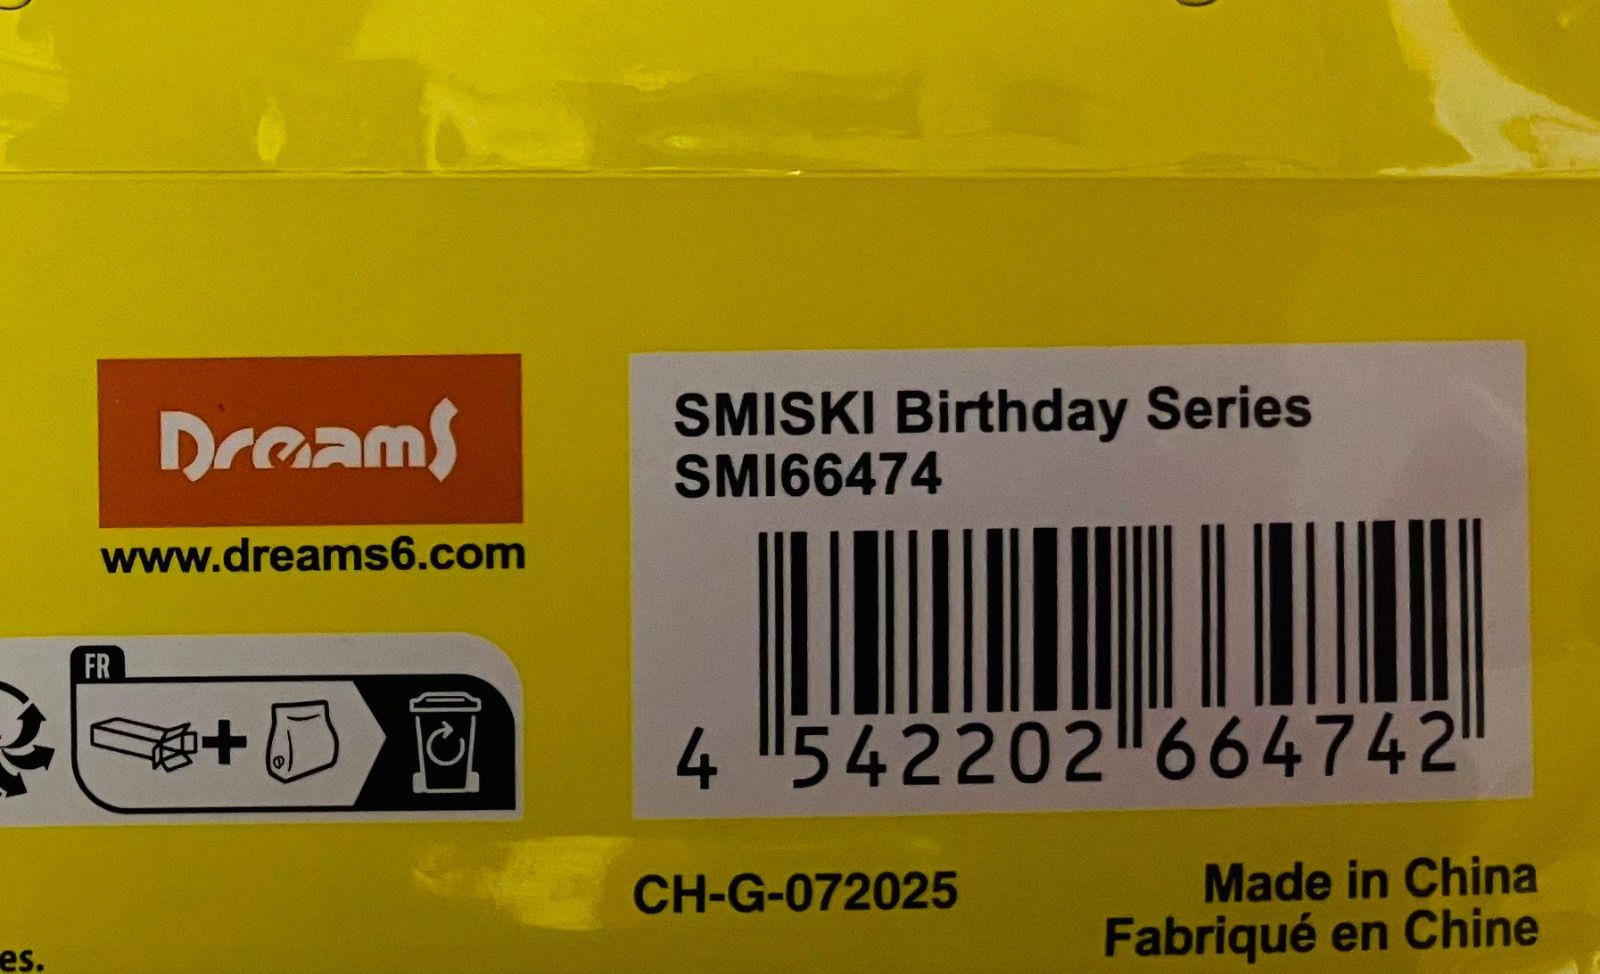 Dreams
www.dreams6.com
SMISKI Birthday Series
SMI66474
4 542202 664742
FR
CH-G-072025
Made in China
Fabriqué en Chine
es.